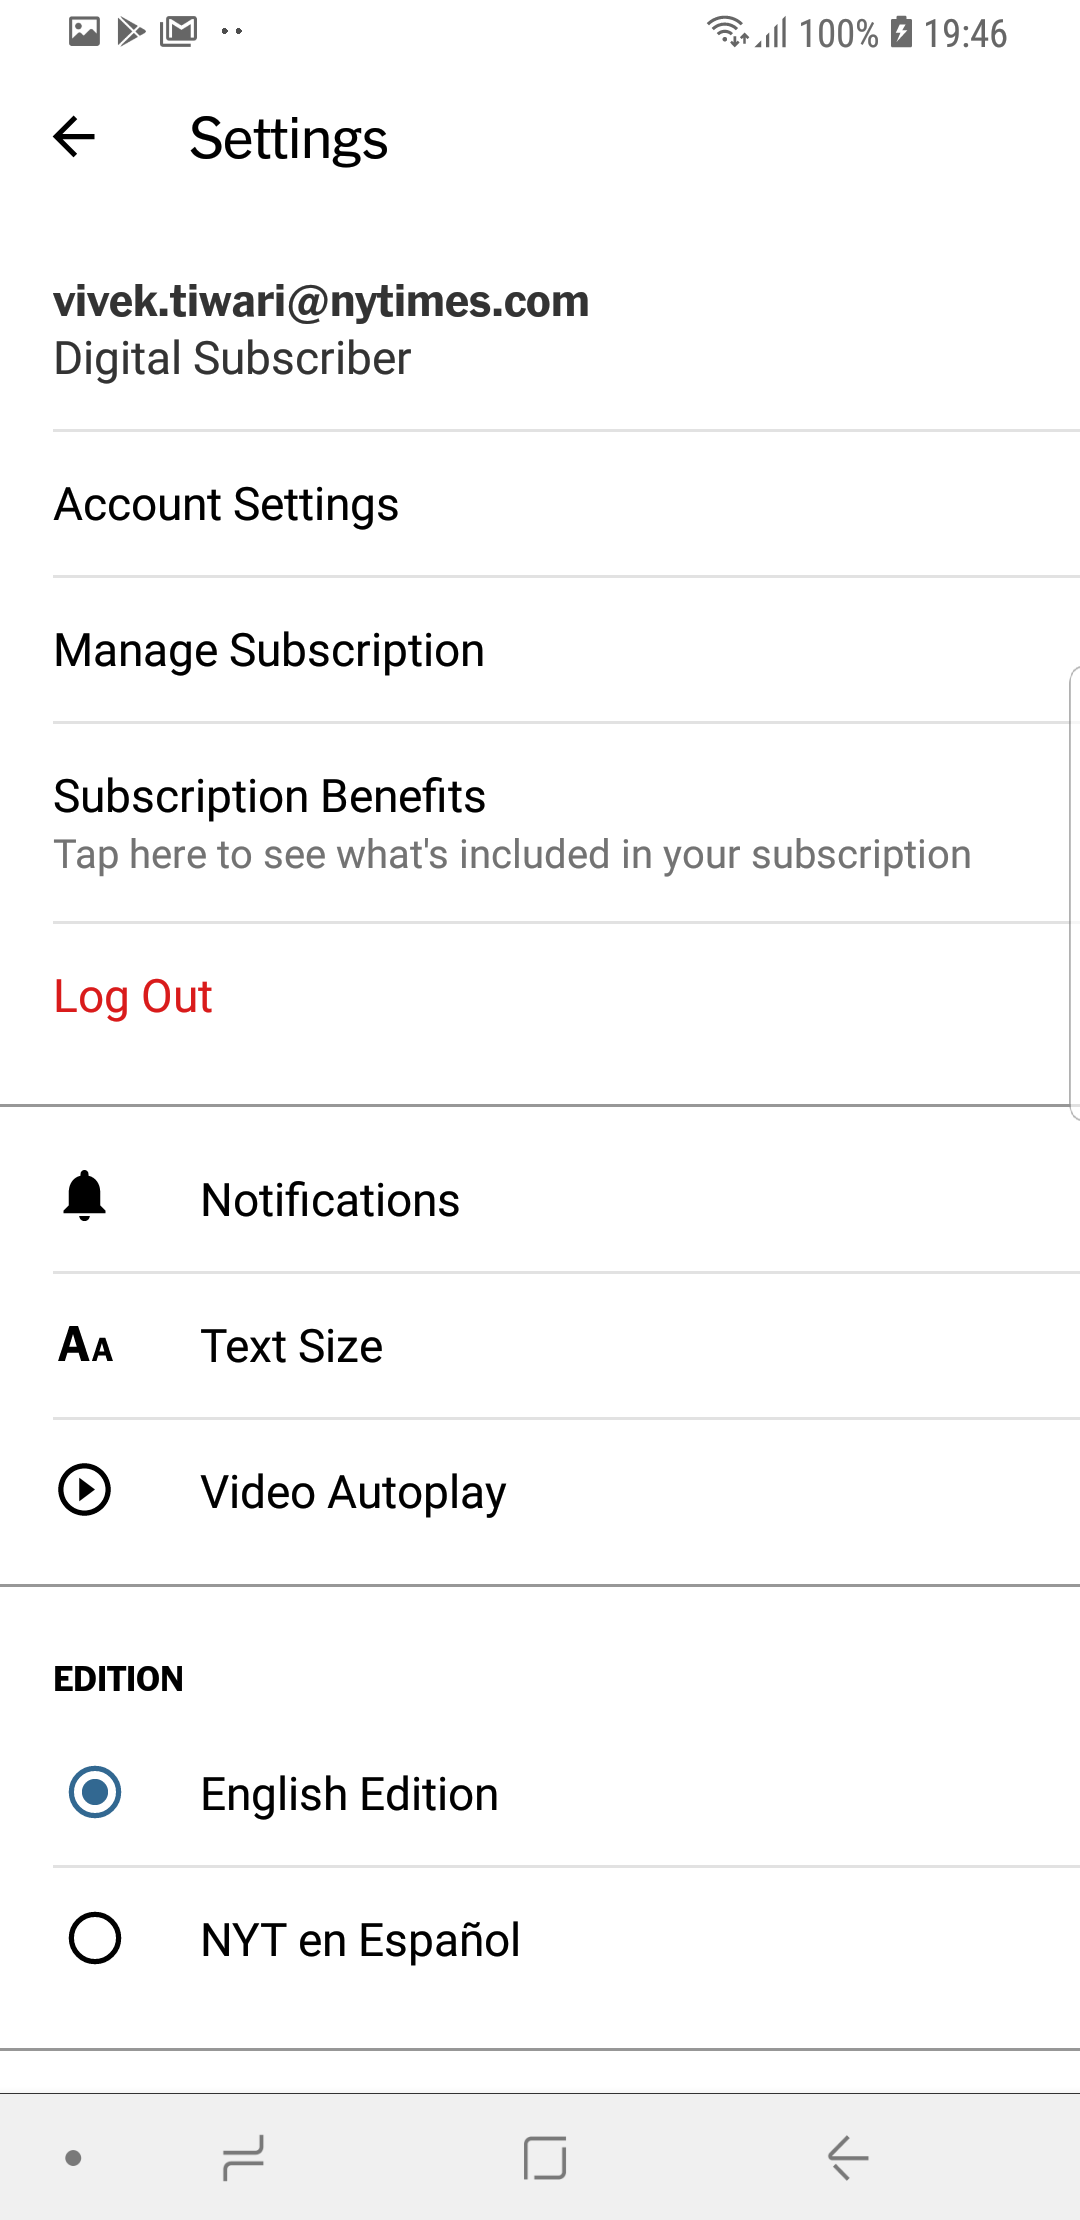 100% 19:46
Settings
vivek.tiwari@nytimes.com
Digital Subscriber
Account Settings
Manage Subscription
Subscription Benefits
Tap here to see what's included in your subscription
Log Out
Notifications
AA Text Size
Video Autoplay
EDITION
English Edition
NYT en Español